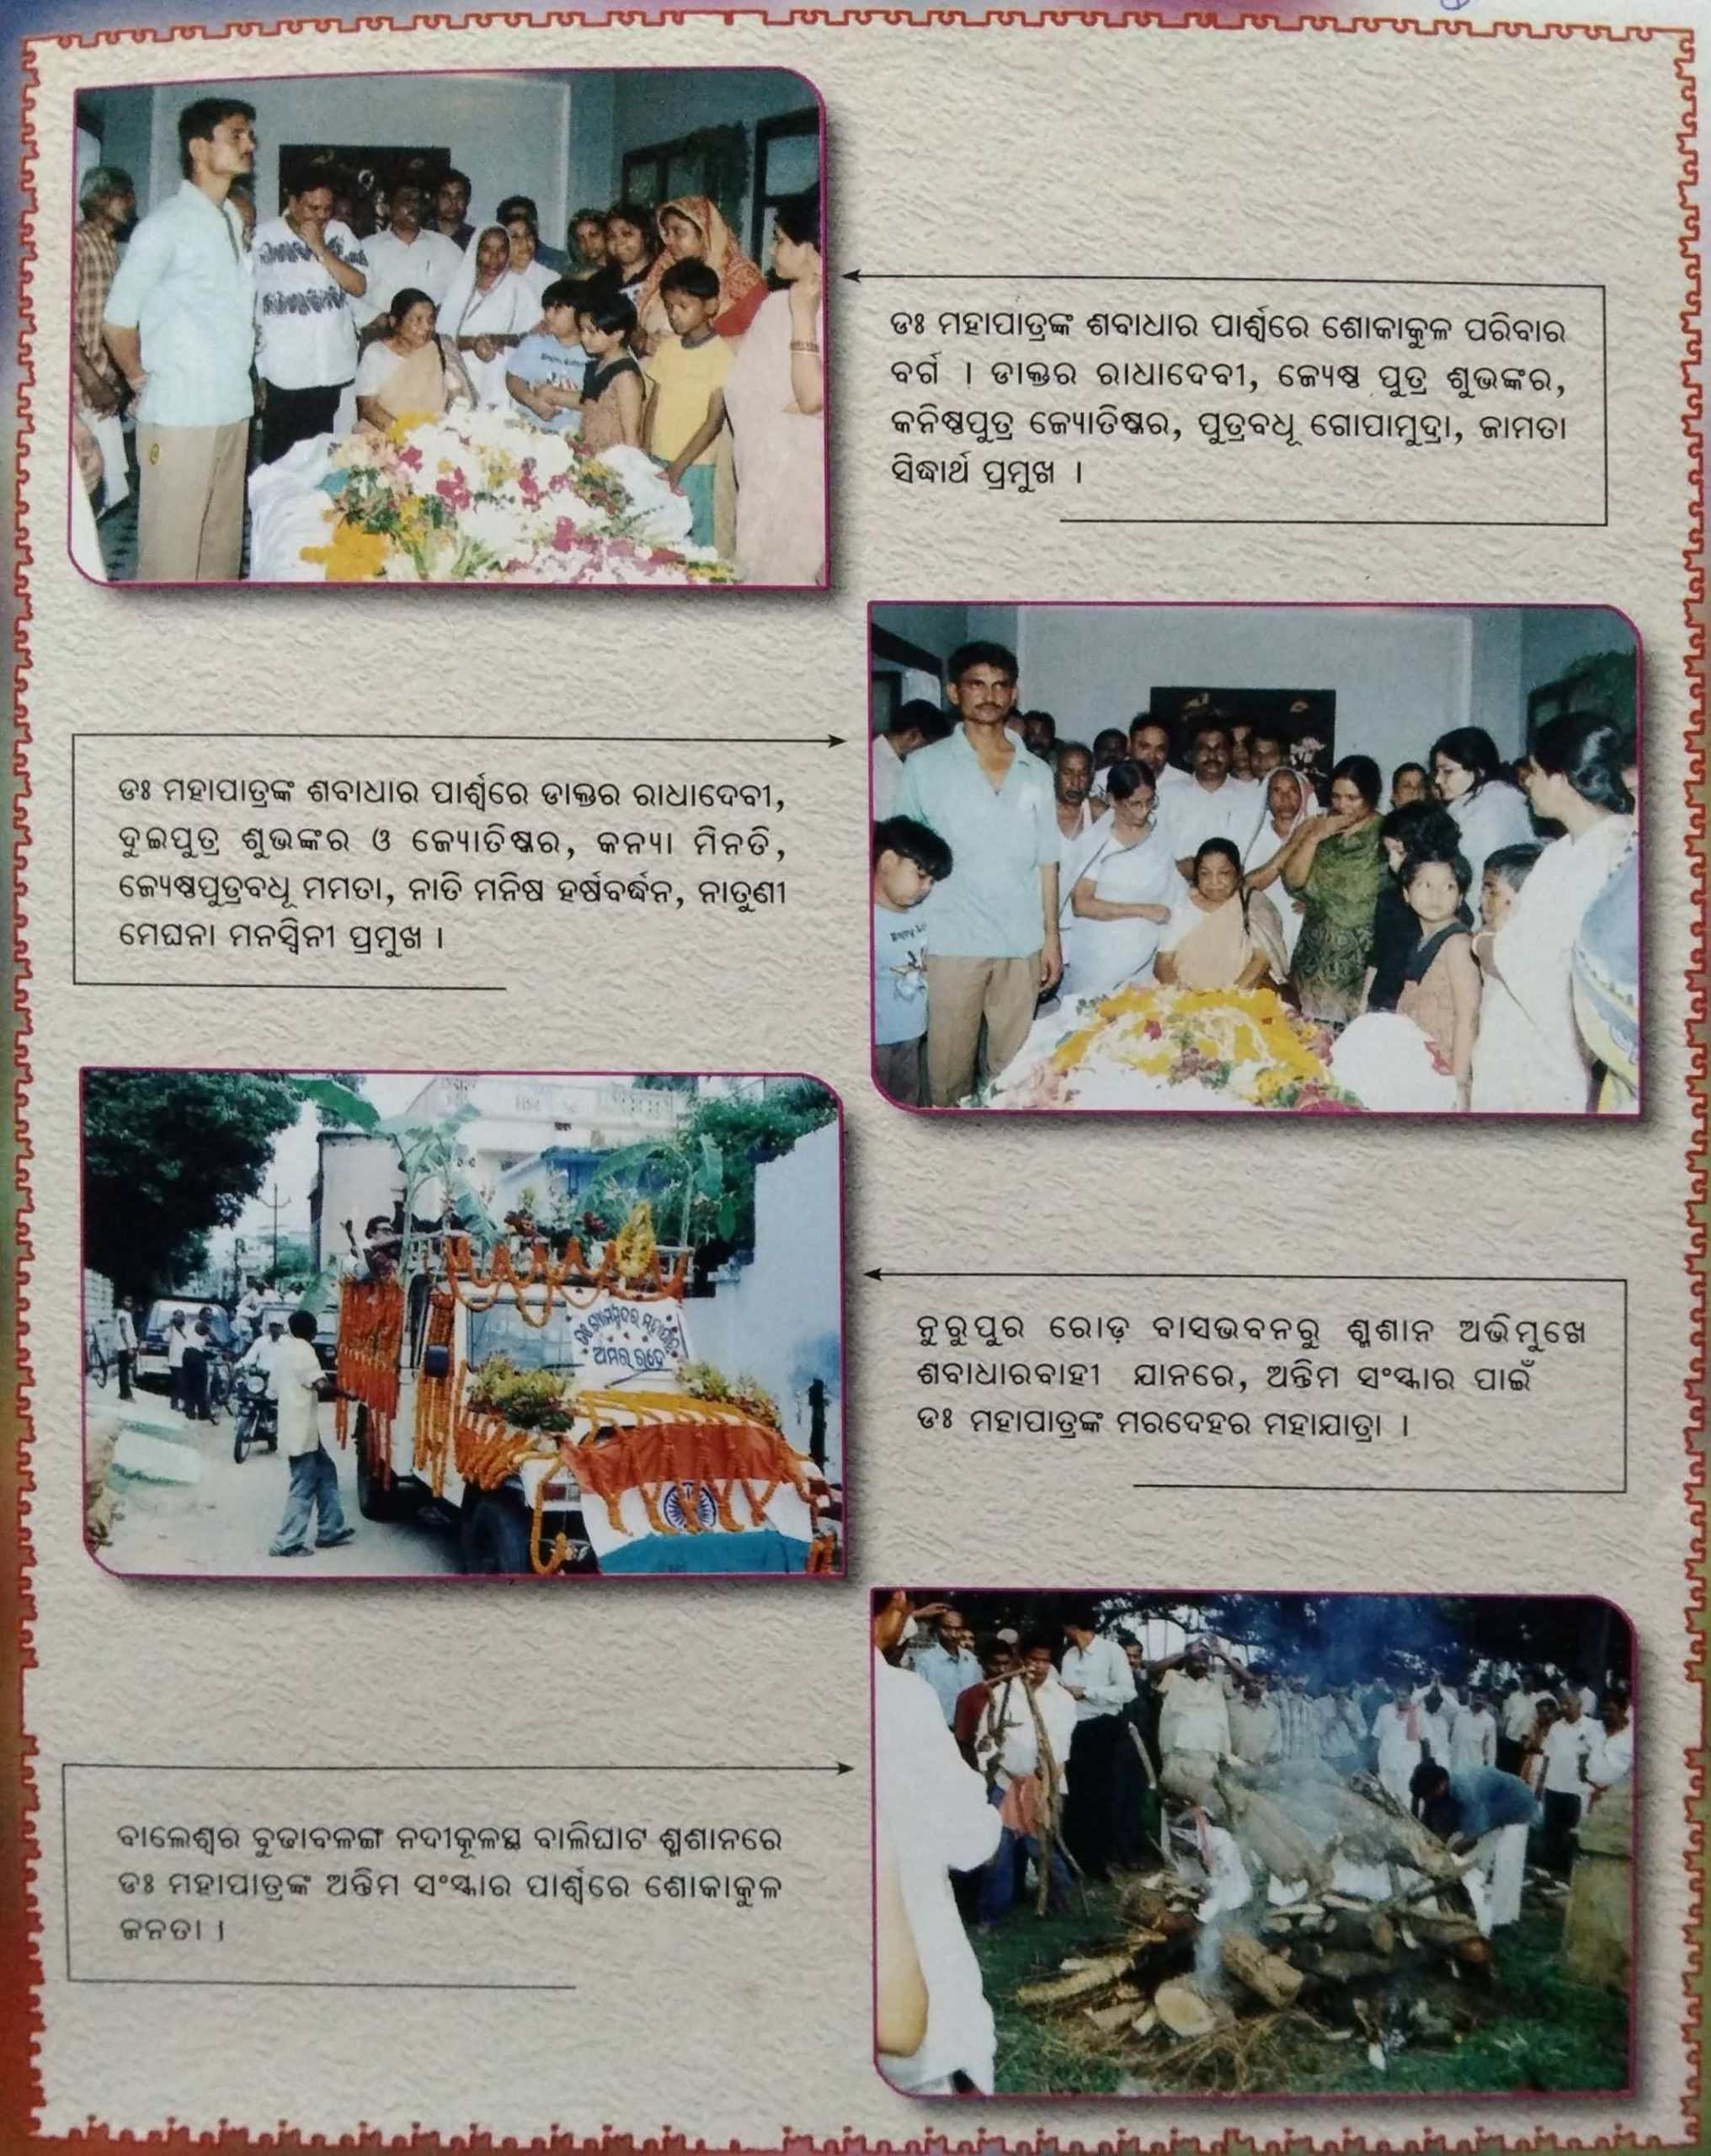 ଡଃ ମହାପାତ୍ରଙ୍କ ଶବାଧାର ପାର୍ଶ୍ୱରେ ଶୋକାକୁଳ ପରିବାର
ବର୍ଗ । ଡାକ୍ତର ରାଧାଦେବୀ, ଜ୍ୟେଷ୍ଠ ପୁତ୍ର ଶୁଭଙ୍କର,
କନିଷ୍ଠପୁତ୍ର ଜ୍ୟୋତିଷ୍କର, ପୁତ୍ରବଧୂ ଗୋପାମୁଦ୍ରା, ଜାମତା
ସିଦ୍ଧାର୍ଥ ପ୍ରମୁଖ ।
ଡଃ ମହାପାତ୍ରଙ୍କ ଶବାଧାର ପାର୍ଶ୍ୱରେ ଡାକ୍ତର ରାଧାଦେବୀ,
ଦୁଇପୁତ୍ର ଶୁଭଙ୍କର ଓ ଜ୍ୟୋତିଷ୍କର, କନ୍ୟା ମିନତି,
ଜ୍ୟେଷ୍ଠପୁତ୍ରବଧୂ ମମତା, ନାତି ମନିଷ ହର୍ଷବର୍ଦ୍ଧନ, ନାତୁଣୀ
ମେଘନା ମନସ୍ୱିନୀ ପ୍ରମୁଖ ।
ଅମର ରହେ
ନୁରୁପୁର ରୋଡ଼ ବାସଭବନରୁ ଶ୍ମଶାନ ଅଭିମୁଖେ
ଶବାଧାରବାହୀ ଯାନରେ, ଅନ୍ତିମ ସଂସ୍କାର ପାଇଁ
ଡଃ ମହାପାତ୍ରଙ୍କ ମରଦେହର ମହାଯାତ୍ରା ।
ବାଲେଶ୍ୱର ବୁଢାବଳଙ୍ଗ ନଦୀକୂଳସ୍ଥ ବାଲିଘାଟ ଶ୍ମଶାନରେ
ଡଃ ମହାପାତ୍ରଙ୍କ ଅନ୍ତିମ ସଂସ୍କାର ପାର୍ଶ୍ୱରେ ଶୋକାକୁଳ
ଜନତା ।